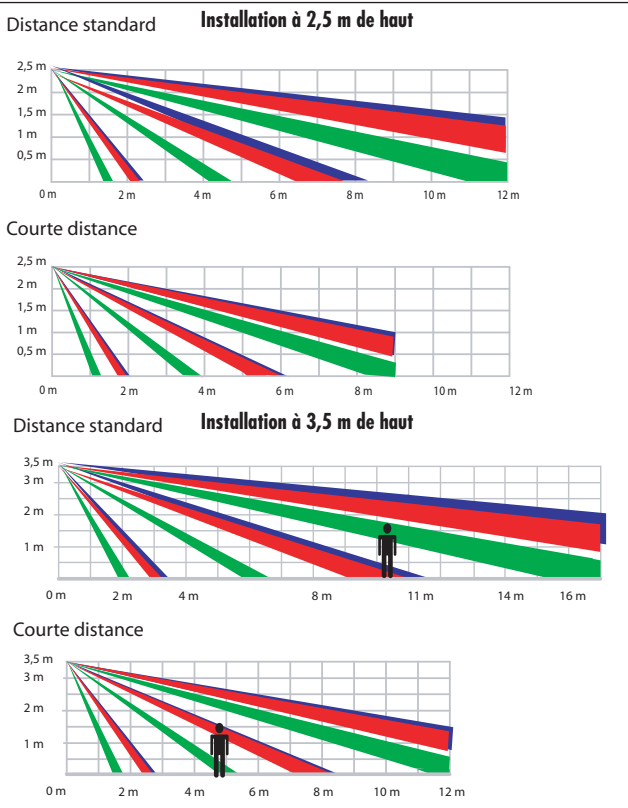 Distance standard
Installation à 2,5 m de haut
2,5 m
2 m
1,5 m
1 m
0,5 m
0 m 2 m 4 m 6 m 8 m 10 m 12 m
Courte distance
2,5 m
2 m
1,5 m
1 m
0,5 m
0 m 2 m 4 m 6 m 8 m 10 m 12 m
Distance standard
Installation à 3,5 m de haut
3,5 m
3 m
2 m
1 m
0 m 2 m 4 m 8 m 11 m 14 m 16 m
Courte distance
3,5 m
3 m
2 m
1 m
0 m 2 m 4 m 6 m 8 m 10 m 12 m